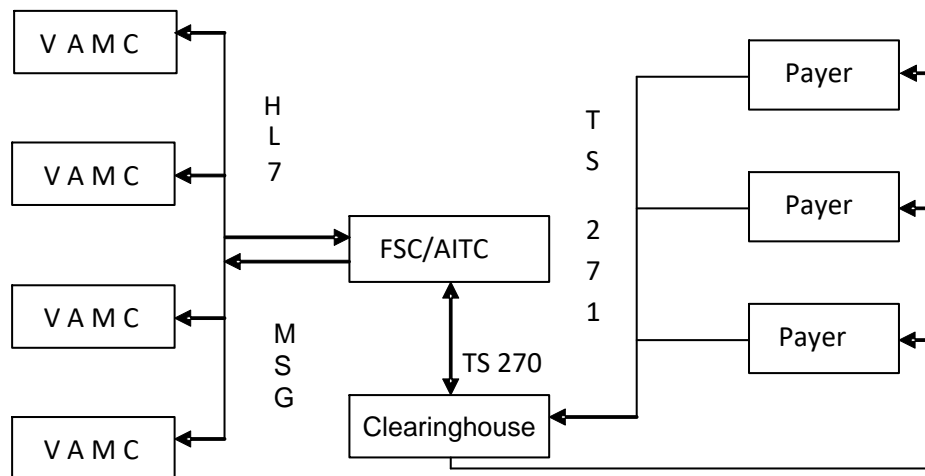 V A M C
V A M C
V A M C
V A M C
H
L
7
M
S
G
FSC/AITC
TS 270
Clearinghouse
T
S
2
7
1
Payer
Payer
Payer